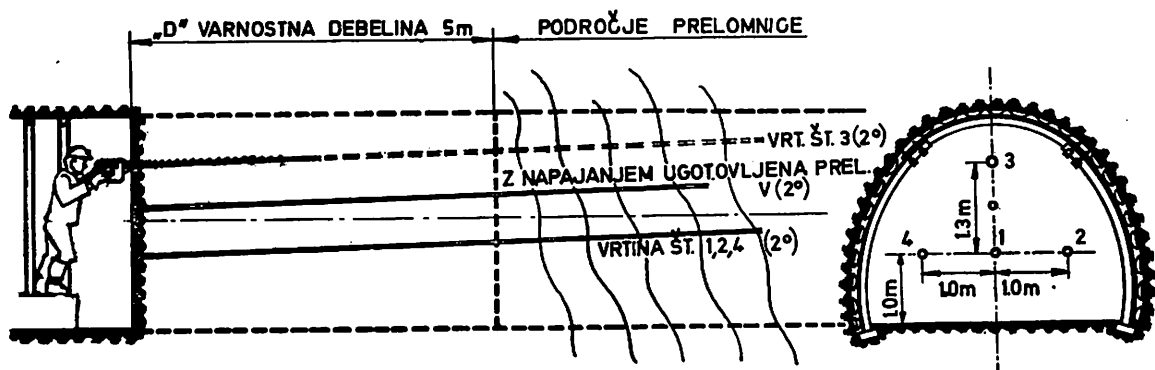 „D“ VARNOSTNA DEBELINA 5m
PODROČJE PRELOMNICE
VRT. ŠT. 3 (2°)
Z NAPAJANJEM UGOTOVLJENA PREL.
V (2°)
VRTINA ŠT. 1,2,4 (2°)
3
1.3m
4
1
2
1.0m
1.0m
1.0m